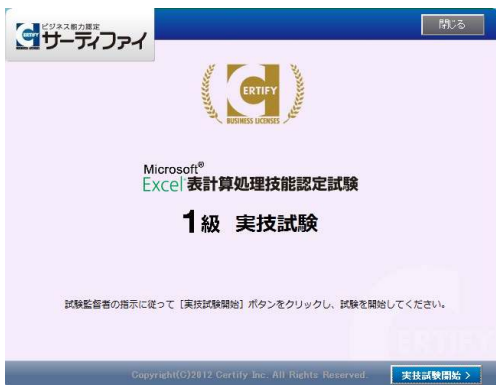 ビジネス能力認定
サーティファイ
閉じる
CERTIFY
BUSINESS LICENSES
Microsoft®
Excel®表計算処理技能認定試験
1級 実技試験
試験監督者の指示に従って［実技試験開始］ボタンをクリックし、試験を開始してください。
Copyright(C)2012 Certify Inc. All Rights Reserved.
実技試験開始 >